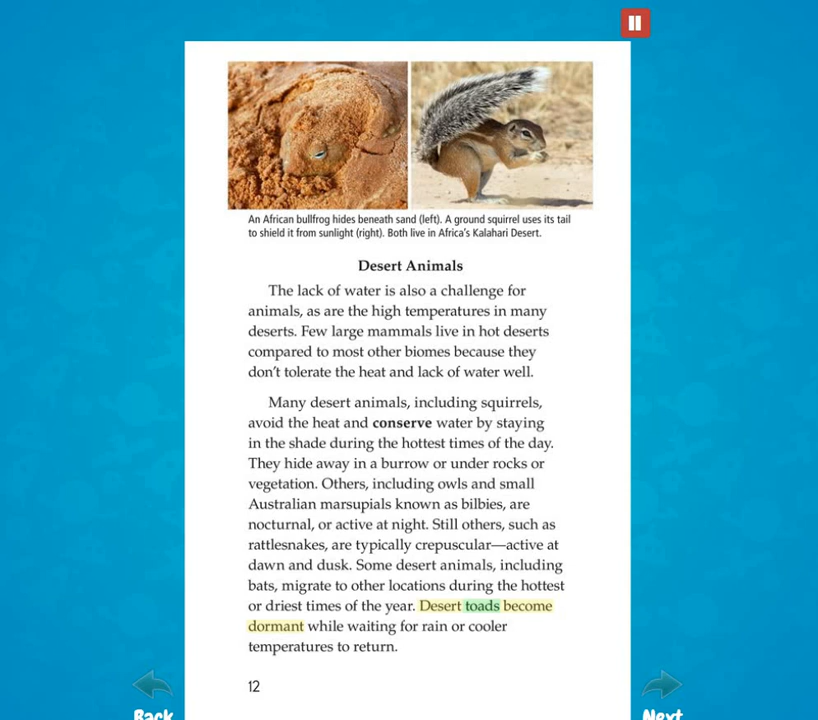 An African bullfrog hides beneath sand (left). A ground squirrel uses its tail
to shield it from sunlight (right). Both live in Africa's Kalahari Desert.
Desert Animals
The lack of water is also a challenge for
animals, as are the high temperatures in many
deserts. Few large mammals live in hot deserts
compared to most other biomes because they
don't tolerate the heat and lack of water well.
Many desert animals, including squirrels,
avoid the heat and conserve water by staying
in the shade during the hottest times of the day.
They hide away in a burrow or under rocks or
vegetation. Others, including owls and small
Australian marsupials known as bilbies, are
nocturnal, or active at night. Still others, such as
rattlesnakes, are typically crepuscular—active at
dawn and dusk. Some desert animals, including
bats, migrate to other locations during the hottest
or driest times of the year. Desert toads become
dormant while waiting for rain or cooler
temperatures to return.
12
Back
Next